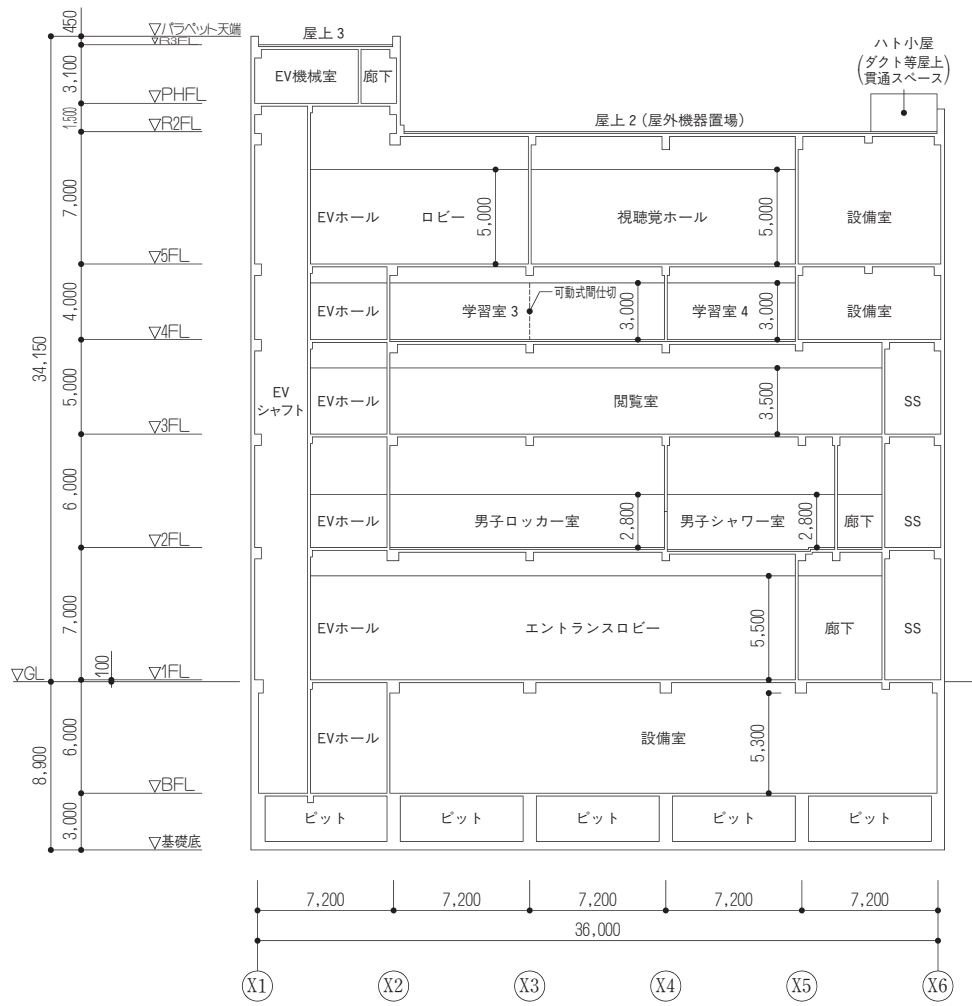 450
▽パラペット天端
▽R3FL
3,100
▽PHFL
1,500
▽R2FL
7,000
▽5FL
4,000
▽4FL
34,150
5,000
▽3FL
6,000
▽2FL
7,000
100
▽GL
▽1FL
6,000
8,900
▽BFL
3,000
▽基礎底
屋上 3
EV機械室
廊下
ハト小屋
(ダクト等屋上
貫通スペース)
屋上 2 (屋外機器置場)
EVホール
ロビー
5,000
視聴覚ホール
5,000
設備室
EVホール
学習室 3
可動式間仕切
3,000
学習室 4
3,000
設備室
EV
シャフト
EVホール
閲覧室
3,500
SS
EVホール
男子ロッカー室
2,800
男子シャワー室
2,800
廊下
SS
EVホール
エントランスロビー
5,500
廊下
SS
EVホール
設備室
5,300
ピット
ピット
ピット
ピット
ピット
7,200
7,200
7,200
7,200
7,200
36,000
X1
X2
X3
X4
X5
X6